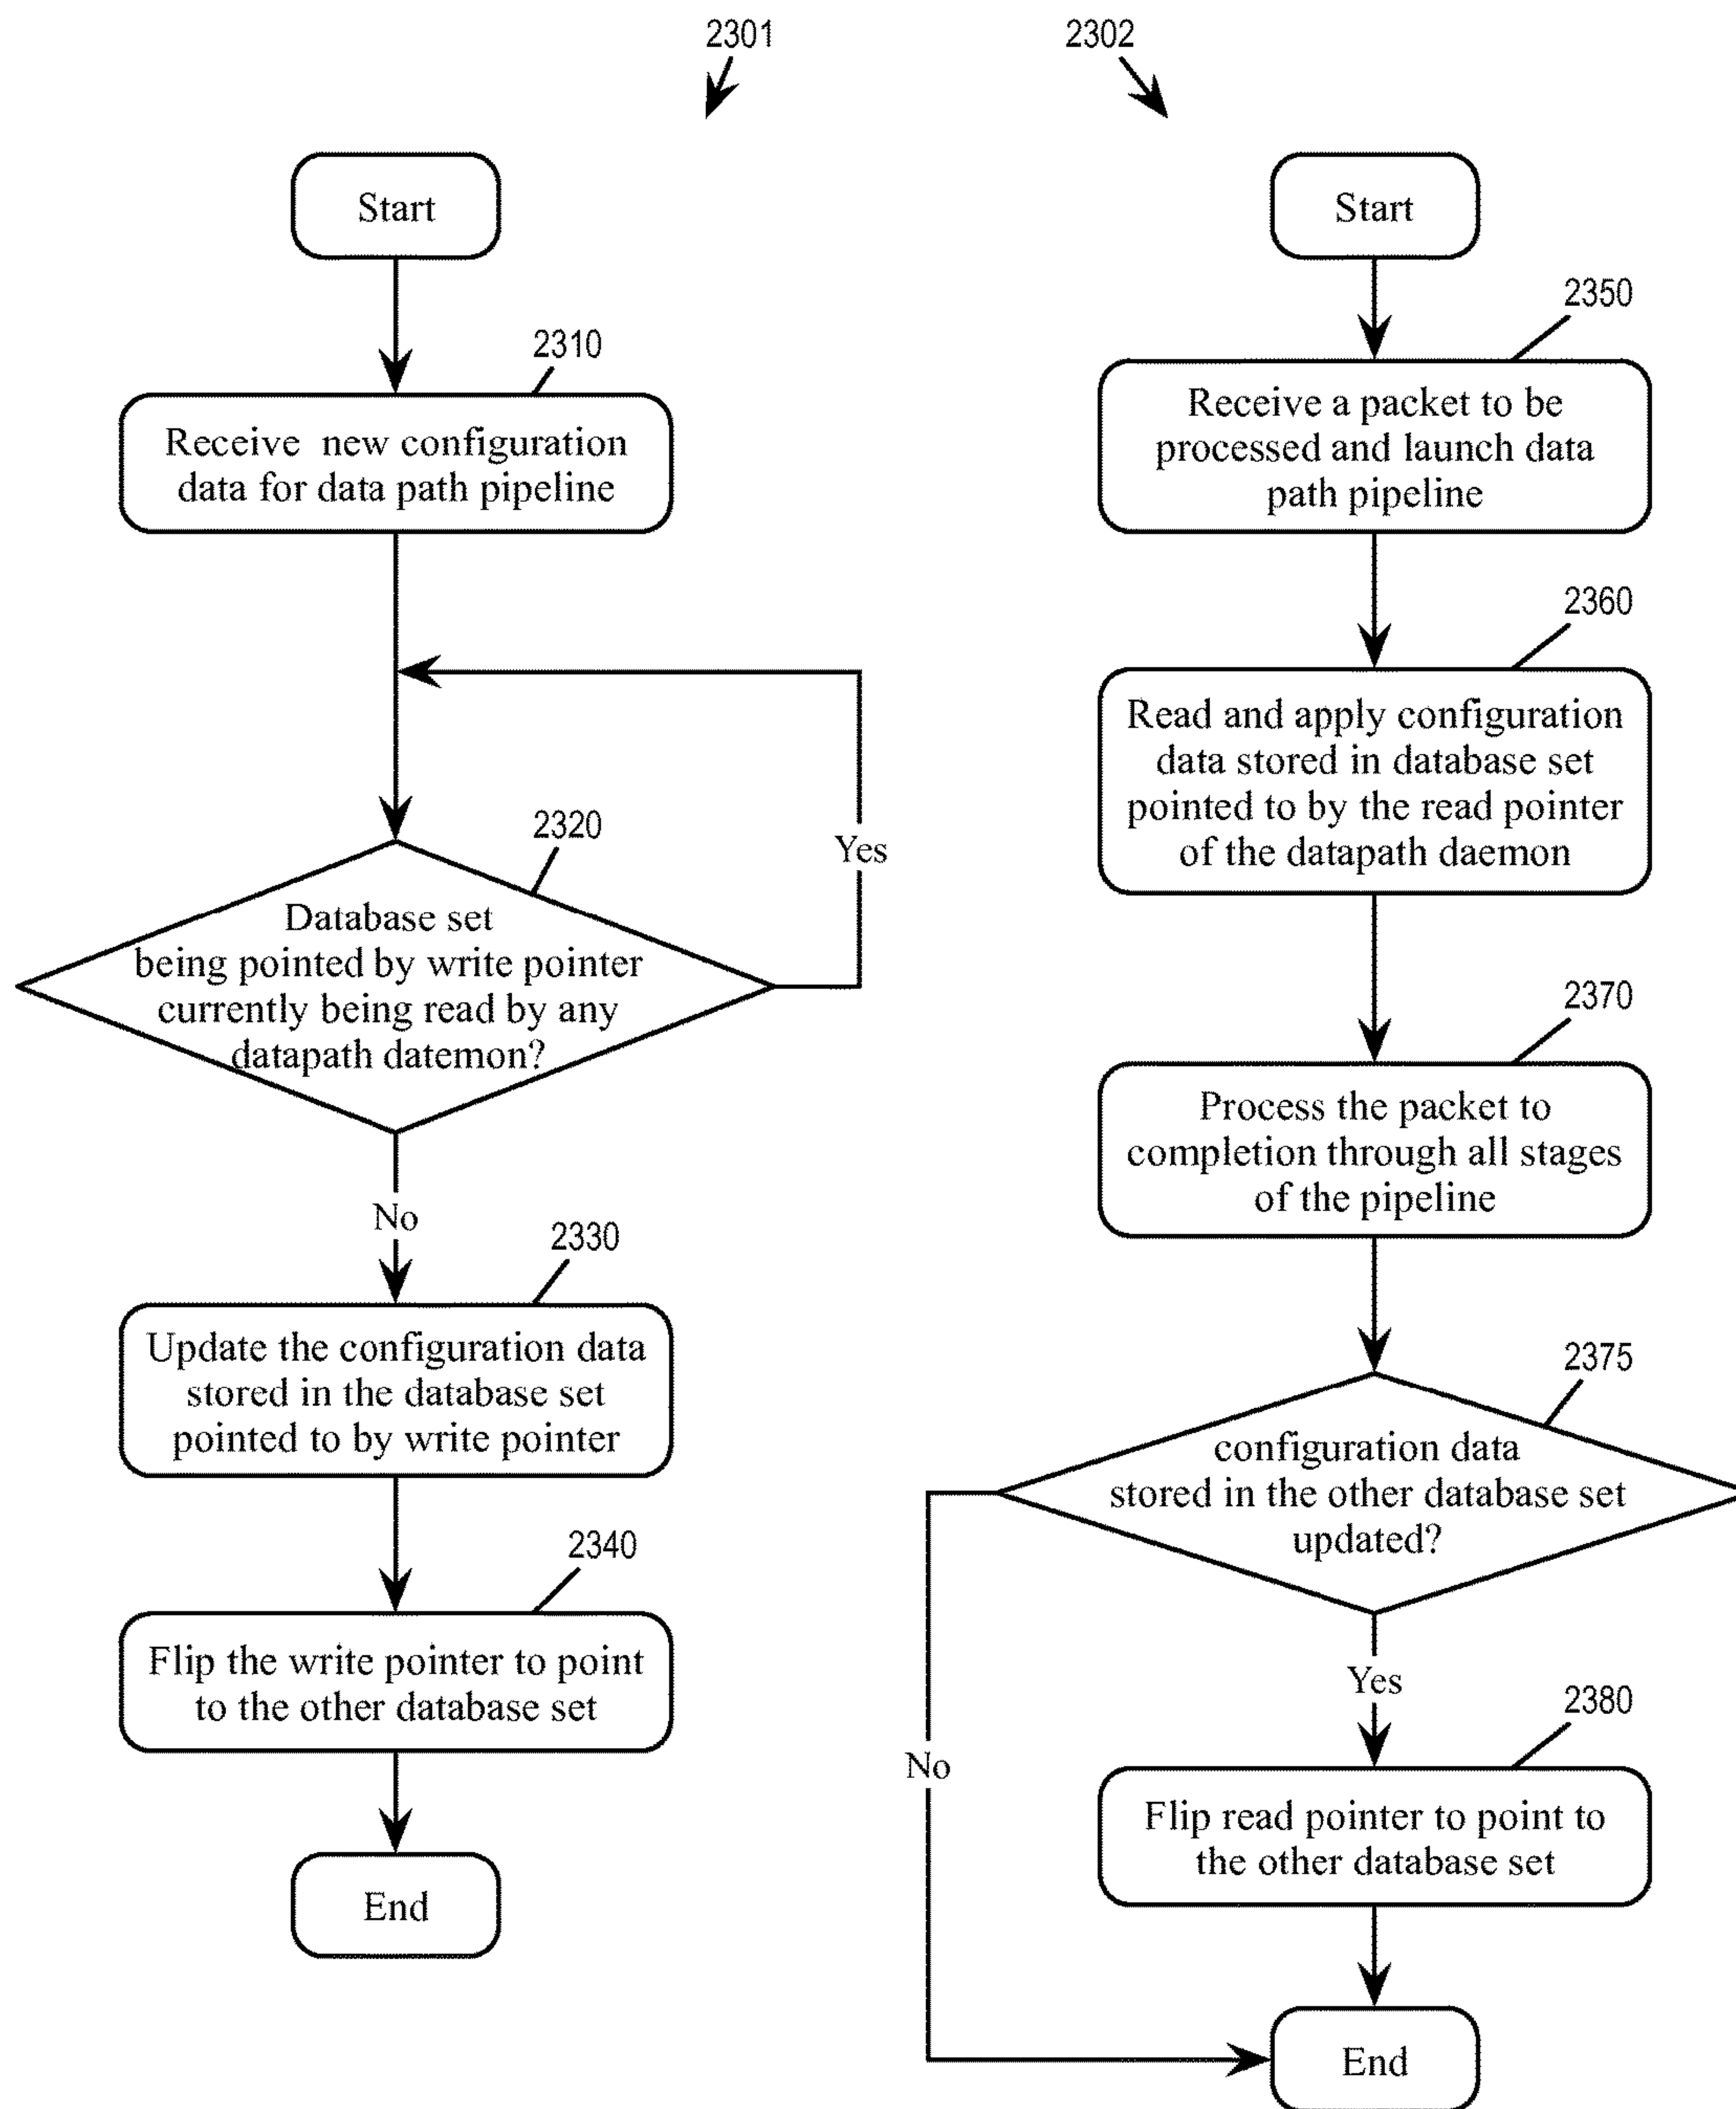 2301
Start
2310
Receive new configuration
data for data path pipeline
2320
Database set
being pointed by write pointer
currently being read by any
datapath datemon?
Yes
No
2330
Update the configuration data
stored in the database set
pointed to by write pointer
2340
Flip the write pointer to point
to the other database set
End
2302
Start
2350
Receive a packet to be
processed and launch data
path pipeline
2360
Read and apply configuration
data stored in database set
pointed to by the read pointer
of the datapath daemon
2370
Process the packet to
completion through all stages
of the pipeline
2375
configuration data
stored in the other database set
updated?
Yes
No
2380
Flip read pointer to point to
the other database set
End